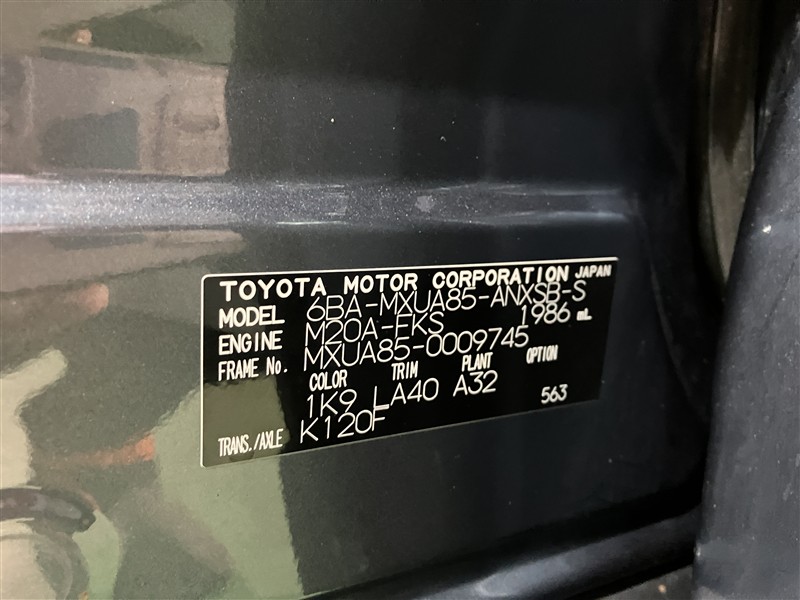 TOYOTA MOTOR CORPORATION JAPAN
MODEL 6BA-MXUA85-ANXSB-S
ENGINE M20A-FKS 1986 mL
FRAME No. MXUA85-0009745
COLOR TRIM PLANT OPTION
1K9 LA40 A32
563
TRANS./AXLE K120F